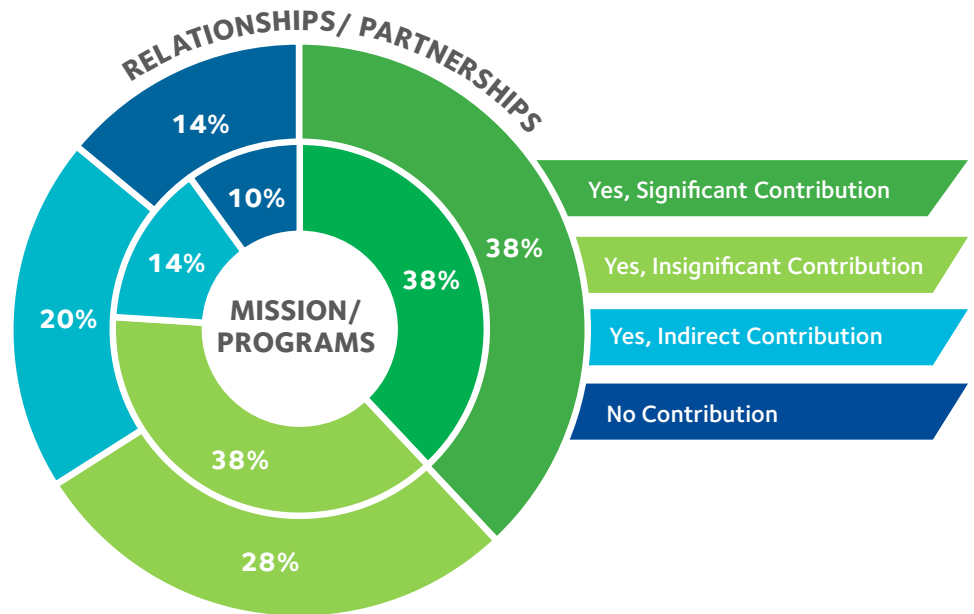 RELATIONSHIPS/ PARTNERSHIPS
14%
10%
38%
38%
14%
20%
MISSION/
PROGRAMS
38%
28%
Yes, Significant Contribution
Yes, Insignificant Contribution
Yes, Indirect Contribution
No Contribution